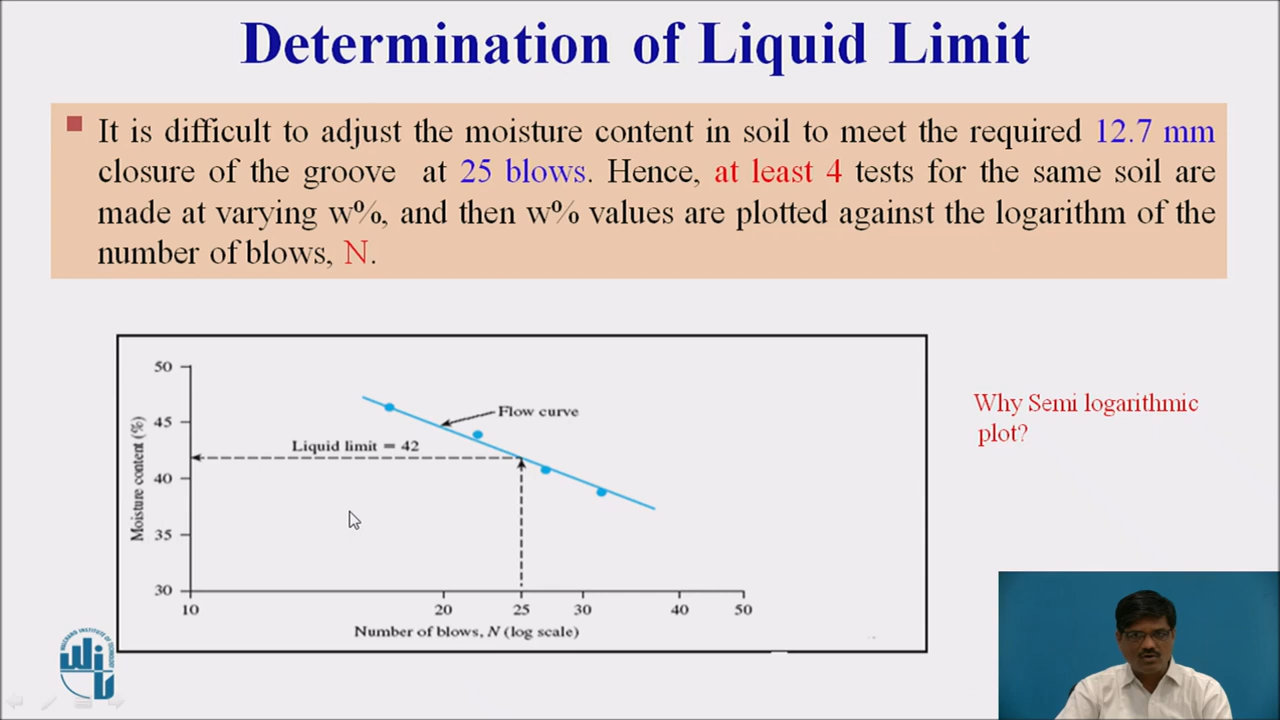 Determination of Liquid Limit
It is difficult to adjust the moisture content in soil to meet the required 12.7 mm
closure of the groove at 25 blows. Hence, at least 4 tests for the same soil are
made at varying w%, and then w% values are plotted against the logarithm of the
number of blows, N.
50
45
40
35
30
Moisture content (%)
Flow curve
Liquid limit = 42
10
20
25
30
40
50
Number of blows, N (log scale)
Why Semi logarithmic
plot?